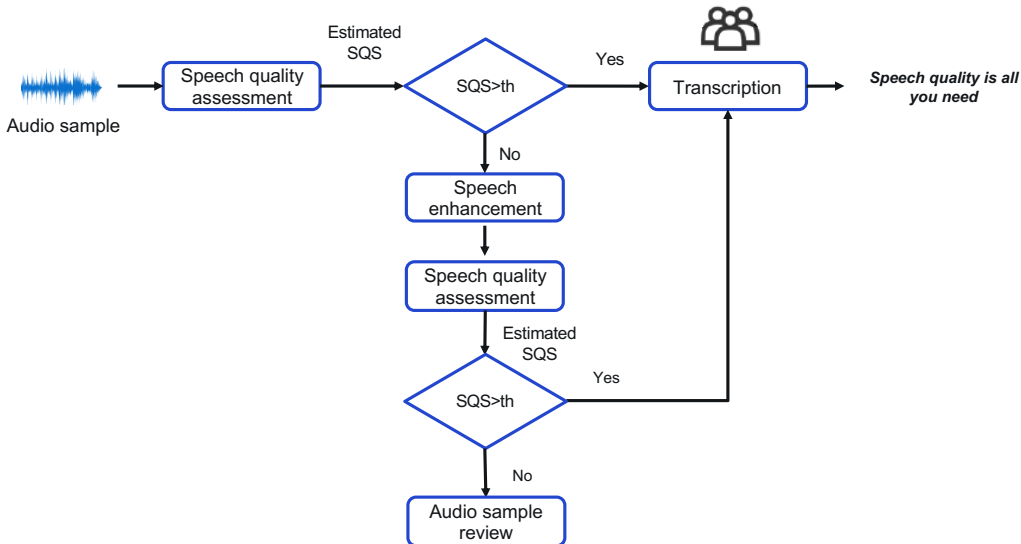 Audio sample
Speech quality
assessment
Estimated
SQS
SQS>th
Yes
Transcription
Speech quality is all
you need
No
Speech
enhancement
Speech quality
assessment
Estimated
SQS
SQS>th
Yes
No
Audio sample
review